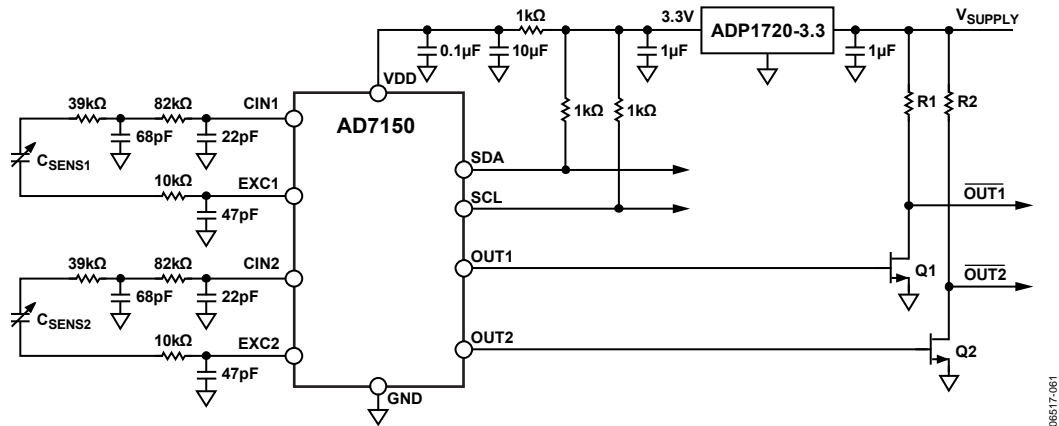 1kΩ
3.3V
ADP1720-3.3
VSUPPLY
0.1µF
10µF
1µF
1µF
VDD
1kΩ
1kΩ
R1
R2
39kΩ
82kΩ
CIN1
AD7150
68pF
22pF
CSENS1
10kΩ
EXC1
47pF
SDA
SCL
OUT1
39kΩ
82kΩ
CIN2
OUT1
Q1
68pF
22pF
OUT2
CSENS2
10kΩ
EXC2
OUT2
Q2
47pF
GND
06517-061